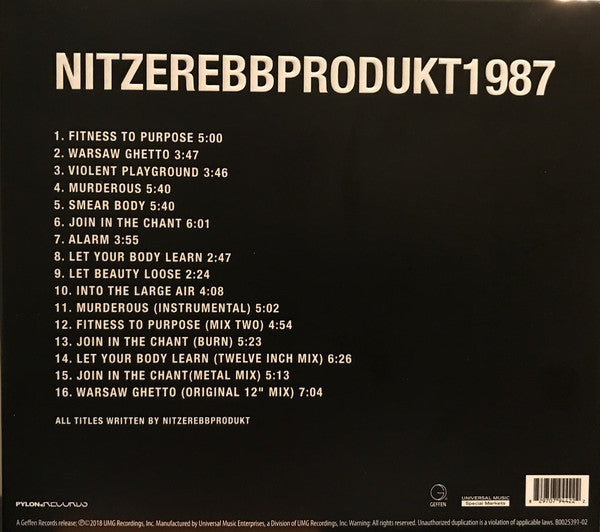 NITZEREBBPRODUKT1987
1. FITNESS TO PURPOSE 5:00
2. WARSAW GHETTO 3:47
3. VIOLENT PLAYGROUND 3:46
4. MURDEROUS 5:40
5. SMEAR BODY 5:40
6. JOIN IN THE CHANT 6:01
7. ALARM 3:55
8. LET YOUR BODY LEARN 2:47
9. LET BEAUTY LOOSE 2:24
10. INTO THE LARGE AIR 4:08
11. MURDEROUS (INSTRUMENTAL) 5:02
12. FITNESS TO PURPOSE (MIX TWO) 4:54
13. JOIN IN THE CHANT (BURN) 5:23
14. LET YOUR BODY LEARN (TWELVE INCH MIX) 6:26
15. JOIN IN THE CHANT(METAL MIX) 5:13
16. WARSAW GHETTO (ORIGINAL 12" MIX) 7:04
ALL TITLES WRITTEN BY NITZEREBBPRODUKT
PYLON RECORDS
GEFFEN
UNIVERSAL MUSIC
Special Markets
A Geffen Records release; ℗©2018 UMG Recordings, Inc. Manufactured by Universal Music Enterprises, a Division of UMG Recordings, Inc. Warning: All rights reserved. Unauthorized duplication is a violation of applicable laws. B0025391-02